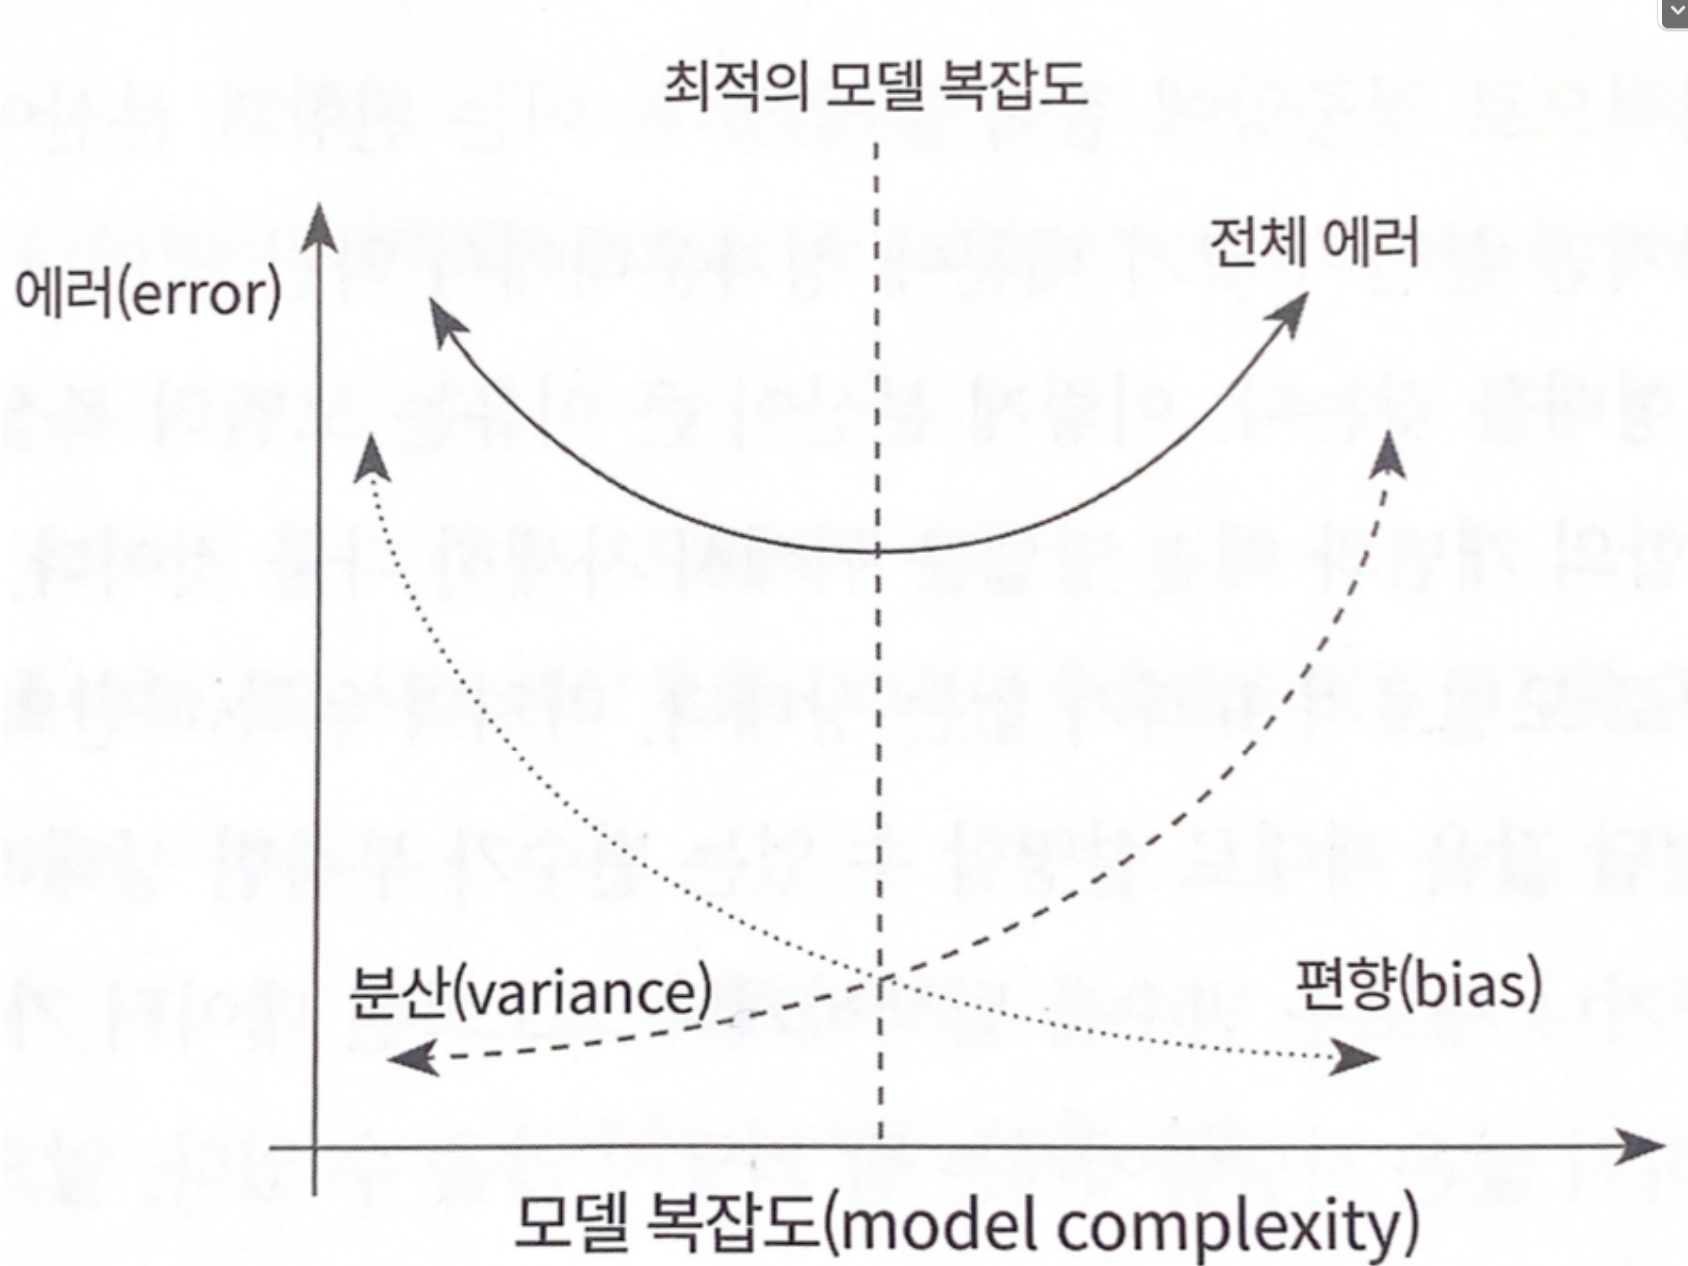 최적의 모델 복잡도
전체 에러
에러(error)
분산(variance)
편향(bias)
모델 복잡도(model complexity)